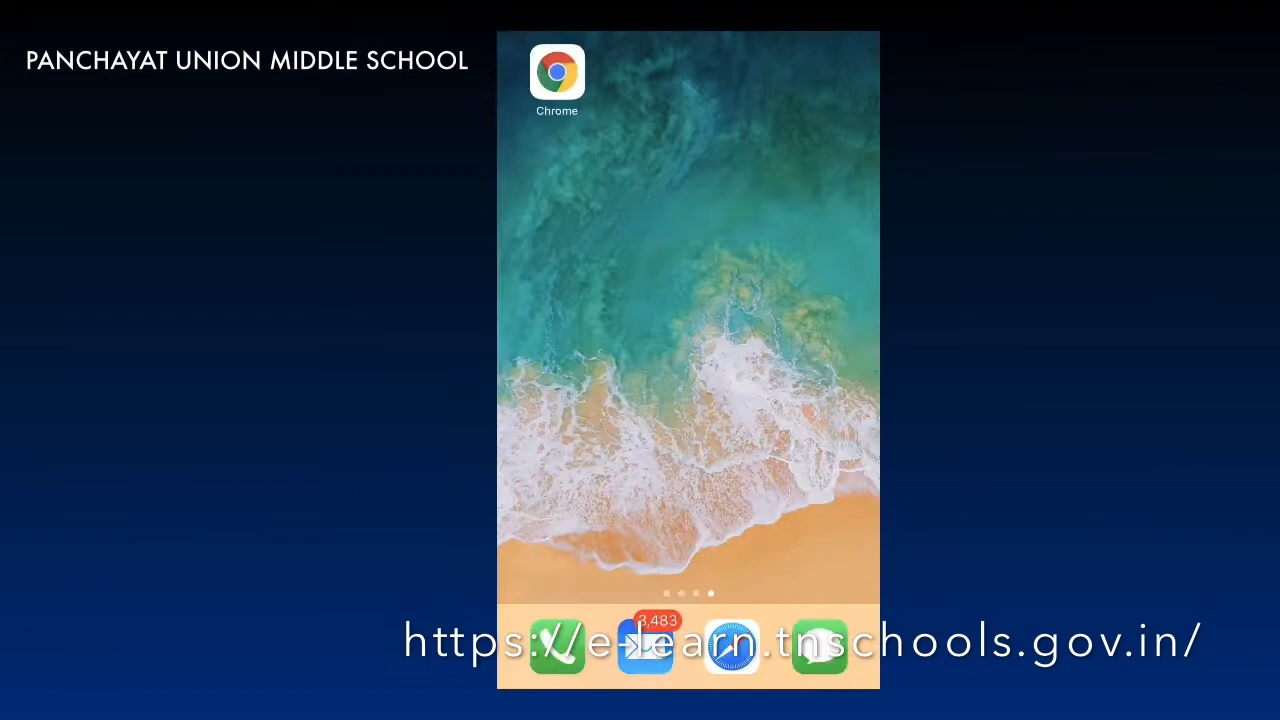 PANCHAYAT UNION MIDDLE SCHOOL
Chrome
3,483
https://e-learn.tnschools.gov.in/